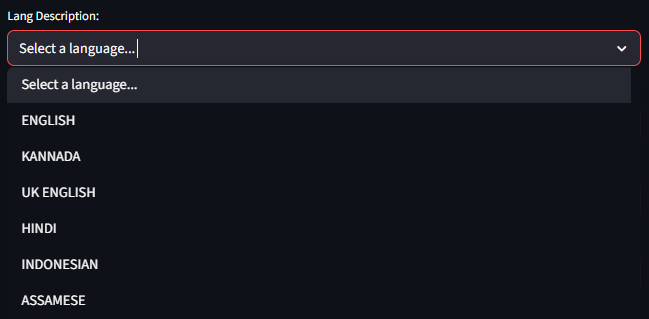 Lang Description:
Select a language...
Select a language...
ENGLISH
KANNADA
UK ENGLISH
HINDI
INDONESIAN
ASSAMESE